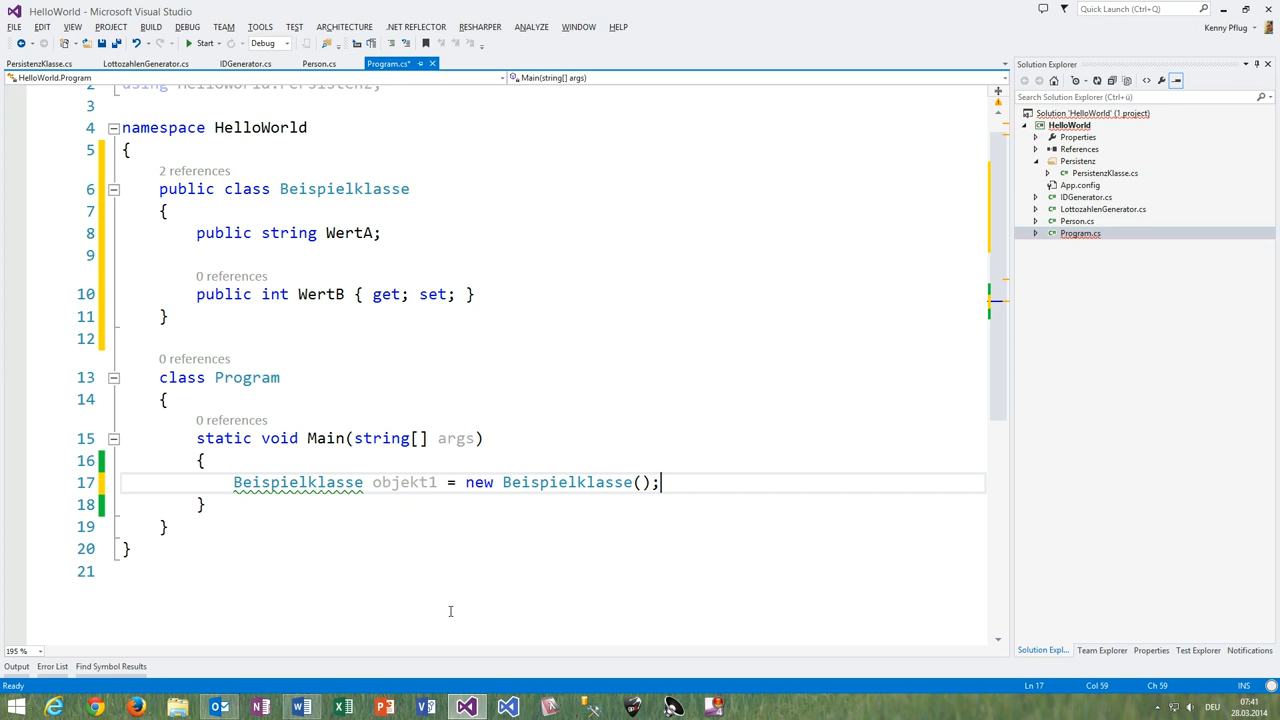 HelloWorld - Microsoft Visual Studio
Quick Launch (Ctrl+Q)
FILE EDIT VIEW PROJECT BUILD DEBUG TEAM TOOLS TEST ARCHITECTURE .NET REFLECTOR RESHARPER ANALYZE WINDOW HELP
Kenny Pflug
Start
Debug
PersistenzKlasse.cs LottozahlenGenerator.cs IDGenerator.cs Person.cs Program.cs*
HelloWorld.Program
Main(string[] args)
2 using HelloWorld.Persistenz;
3
4 namespace HelloWorld
5 {
2 references
6 public class Beispielklasse
7 {
8 public string WertA;
9
0 references
10 public int WertB { get; set; }
11 }
12
0 references
13 class Program
14 {
0 references
15 static void Main(string[] args)
16 {
17 Beispielklasse objekt1 = new Beispielklasse();
18 }
19 }
20 }
21
195 %
Solution Explorer
Search Solution Explorer (Ctrl+ü)
Solution 'HelloWorld' (1 project)
HelloWorld
Properties
References
Persistenz
PersistenzKlasse.cs
App.config
IDGenerator.cs
LottozahlenGenerator.cs
Person.cs
Program.cs
Solution Expl... Team Explorer Properties Test Explorer Notifications
Output Error List Find Symbol Results
Ready
Ln 17 Col 59 Ch 59 INS
DEU
07:41
28.03.2014